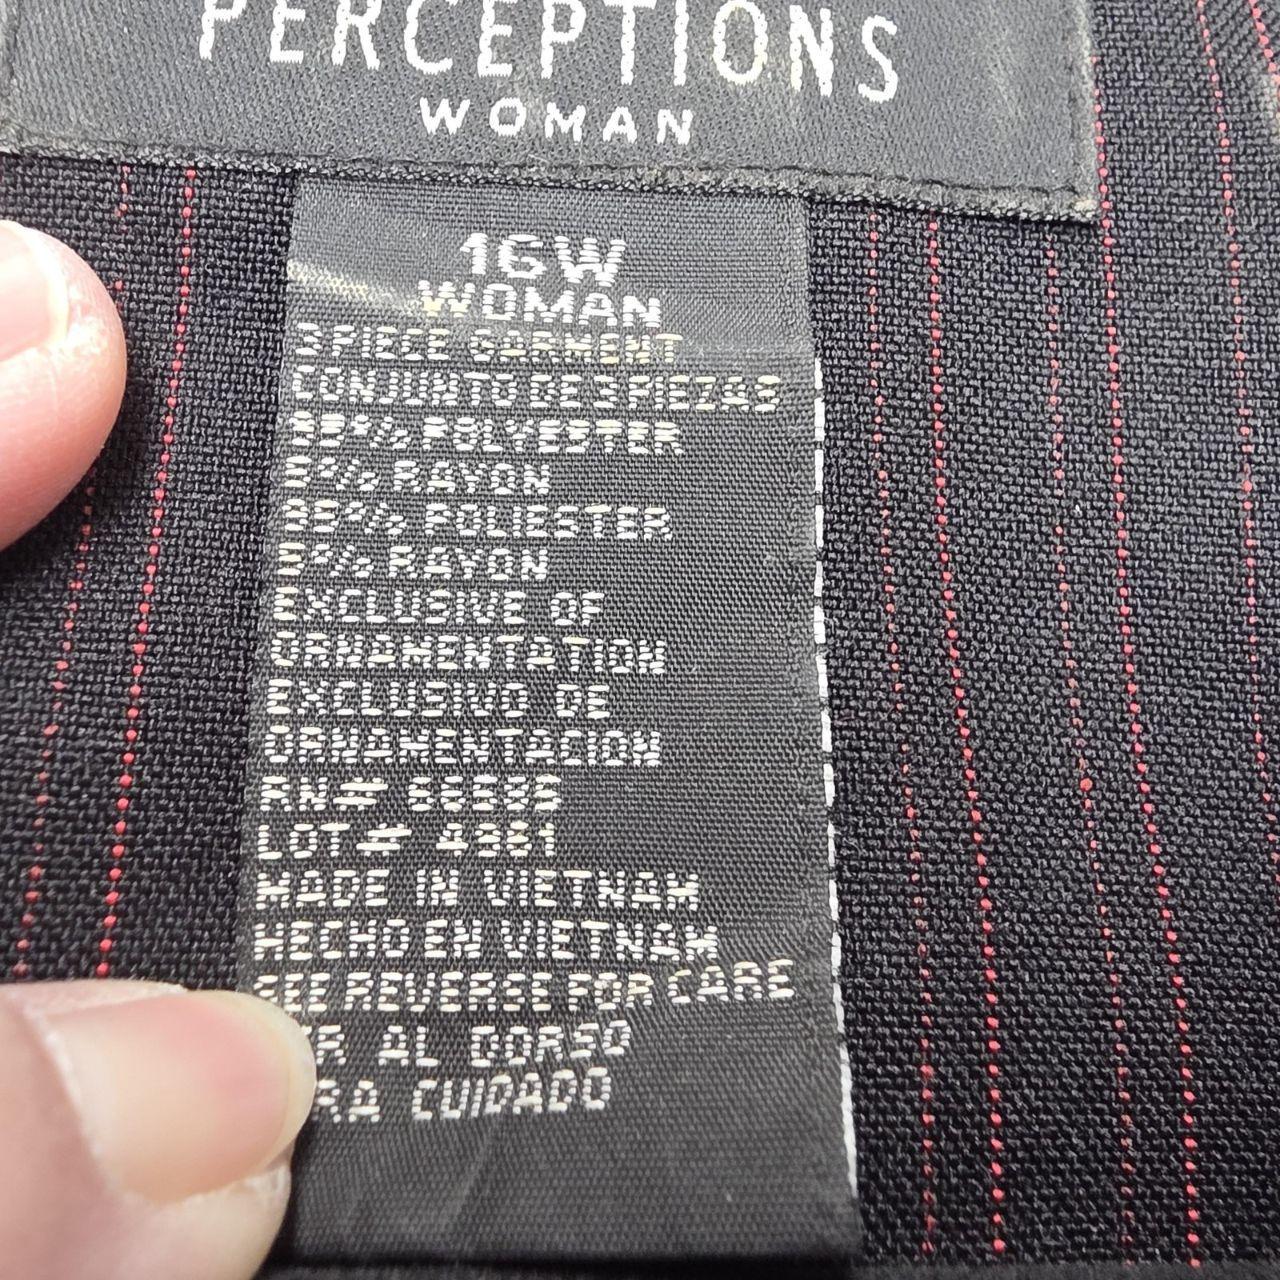 PERCEPTIONS
WOMAN
16W
WOMAN
3 PIECE GARMENT
CONJUNTO DE 3 PIEZAS
95% POLYESTER
5% RAYON
95% POLIESTER
5% RAYON
EXCLUSIVE OF
ORNAMENTATION
EXCLUSIVO DE
ORNAMENTACION
RN#
LOT#
MADE IN VIETNAM
HECHO EN VIETNAM
SEE REVERSE FOR CARE
ER AL DORSO
RA CUIDADO